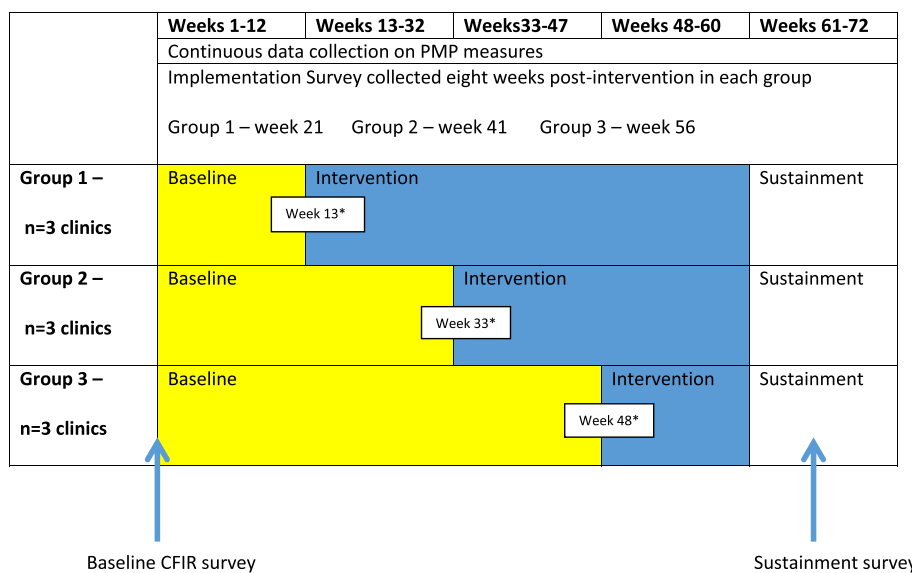 Weeks 1-12 Weeks 13-32 Weeks33-47 Weeks 48-60 Weeks 61-72
Continuous data collection on PMP measures
Implementation Survey collected eight weeks post-intervention in each group
Group 1 – week 21 Group 2 – week 41 Group 3 – week 56
Group 1 – Baseline Intervention Sustainment
Week 13*
n=3 clinics
Group 2 – Baseline Intervention Sustainment
Week 33*
n=3 clinics
Group 3 – Baseline Intervention Sustainment
Week 48*
n=3 clinics
Baseline CFIR survey Sustainment survey